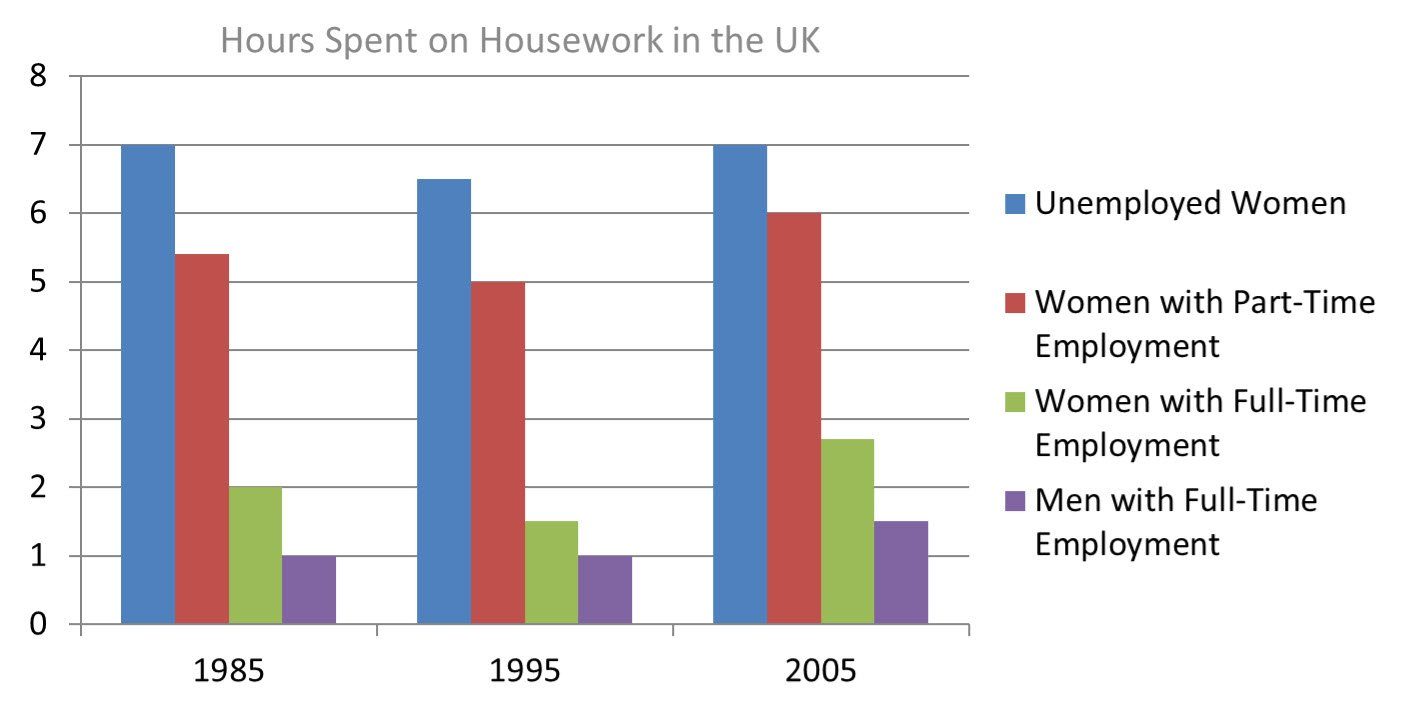 Hours Spent on Housework in the UK
8
7
6
5
4
3
2
1
0
1985
1995
2005
Unemployed Women
Women with Part-Time
Employment
Women with Full-Time
Employment
Men with Full-Time
Employment